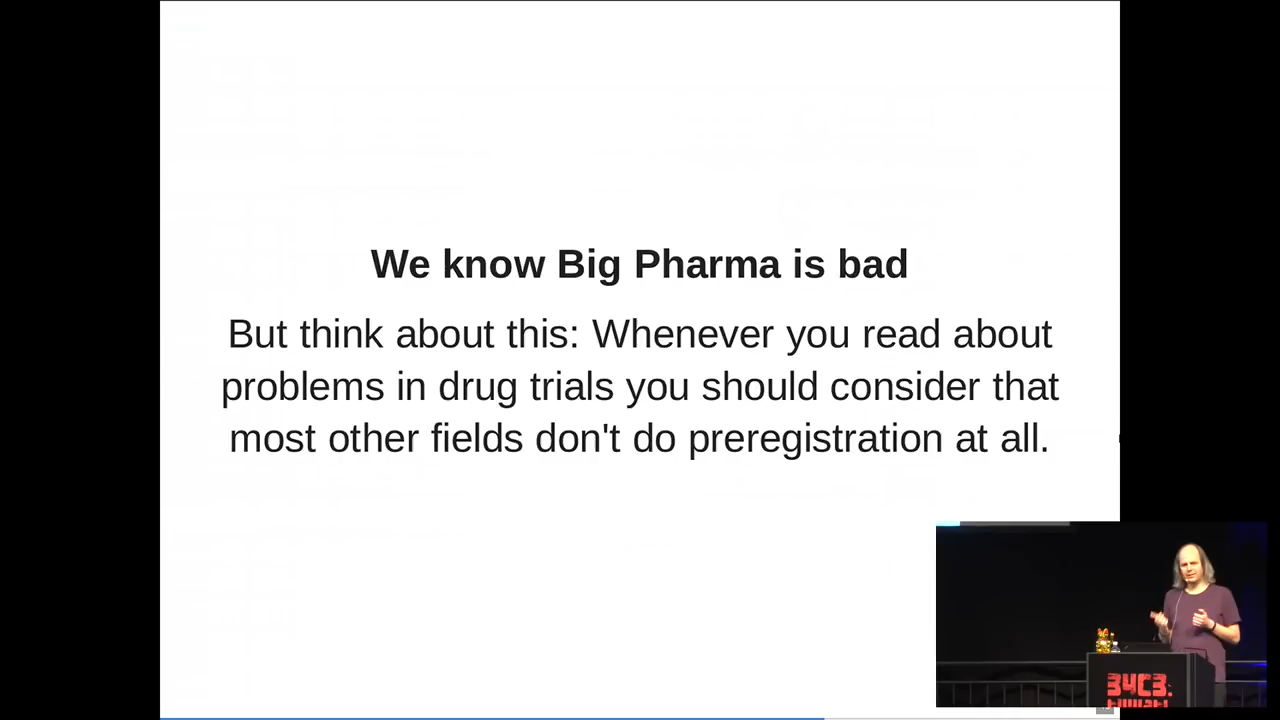 We know Big Pharma is bad
But think about this: Whenever you read about
problems in drug trials you should consider that
most other fields don't do preregistration at all.
34C3.